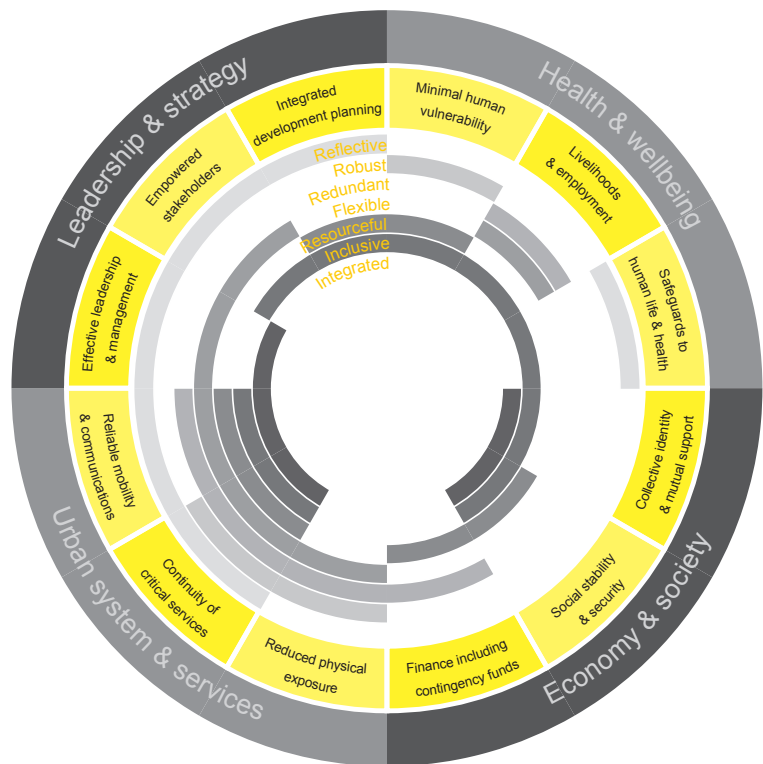 Leadership & strategy
Health & wellbeing
Economy & society
Urban system & services
Integrated
development planning
Minimal human
vulnerability
Livelihoods
& employment
Safeguards to
human life & health
Collective identity
& mutual support
Social stability
& security
Finance including
contingency funds
Reduced physical
exposure
Continuity of
critical services
Reliable mobility
& communications
Effective leadership
& management
Empowered
stakeholders
Reflective
Robust
Redundant
Flexible
Resourceful
Inclusive
Integrated